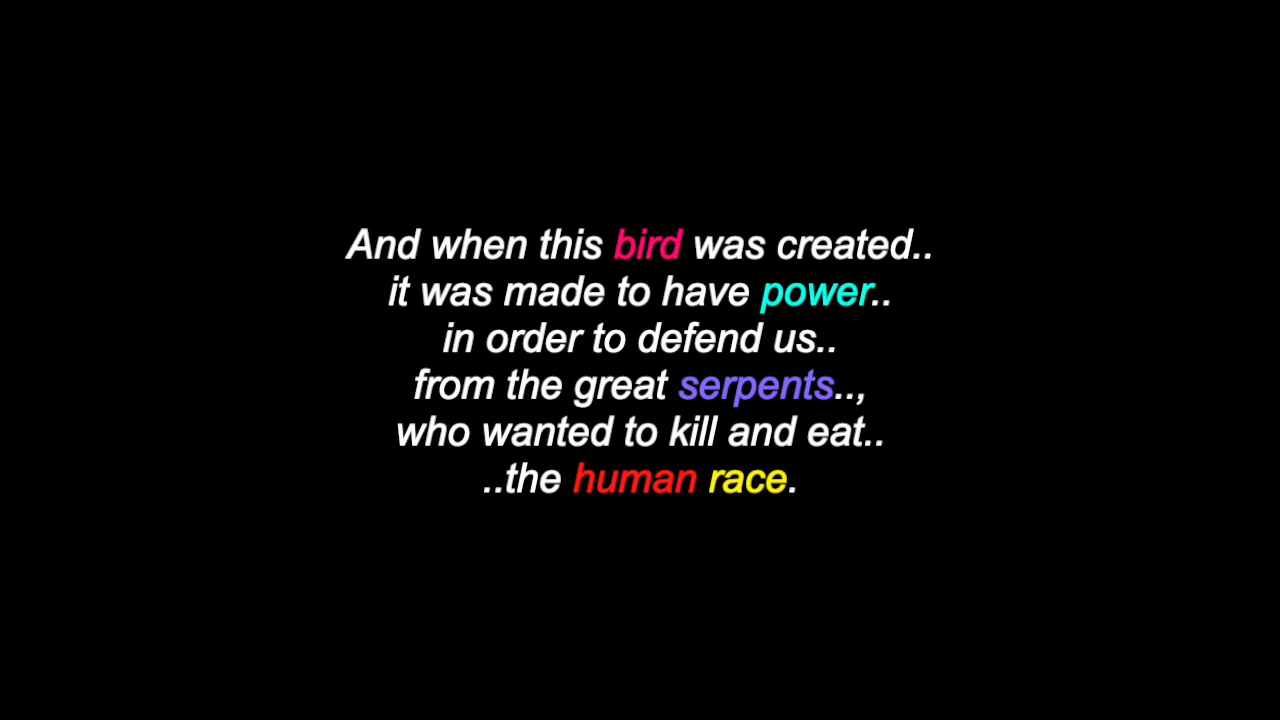 And when this bird was created..
it was made to have power..
in order to defend us..
from the great serpents..,
who wanted to kill and eat..
..the human race.